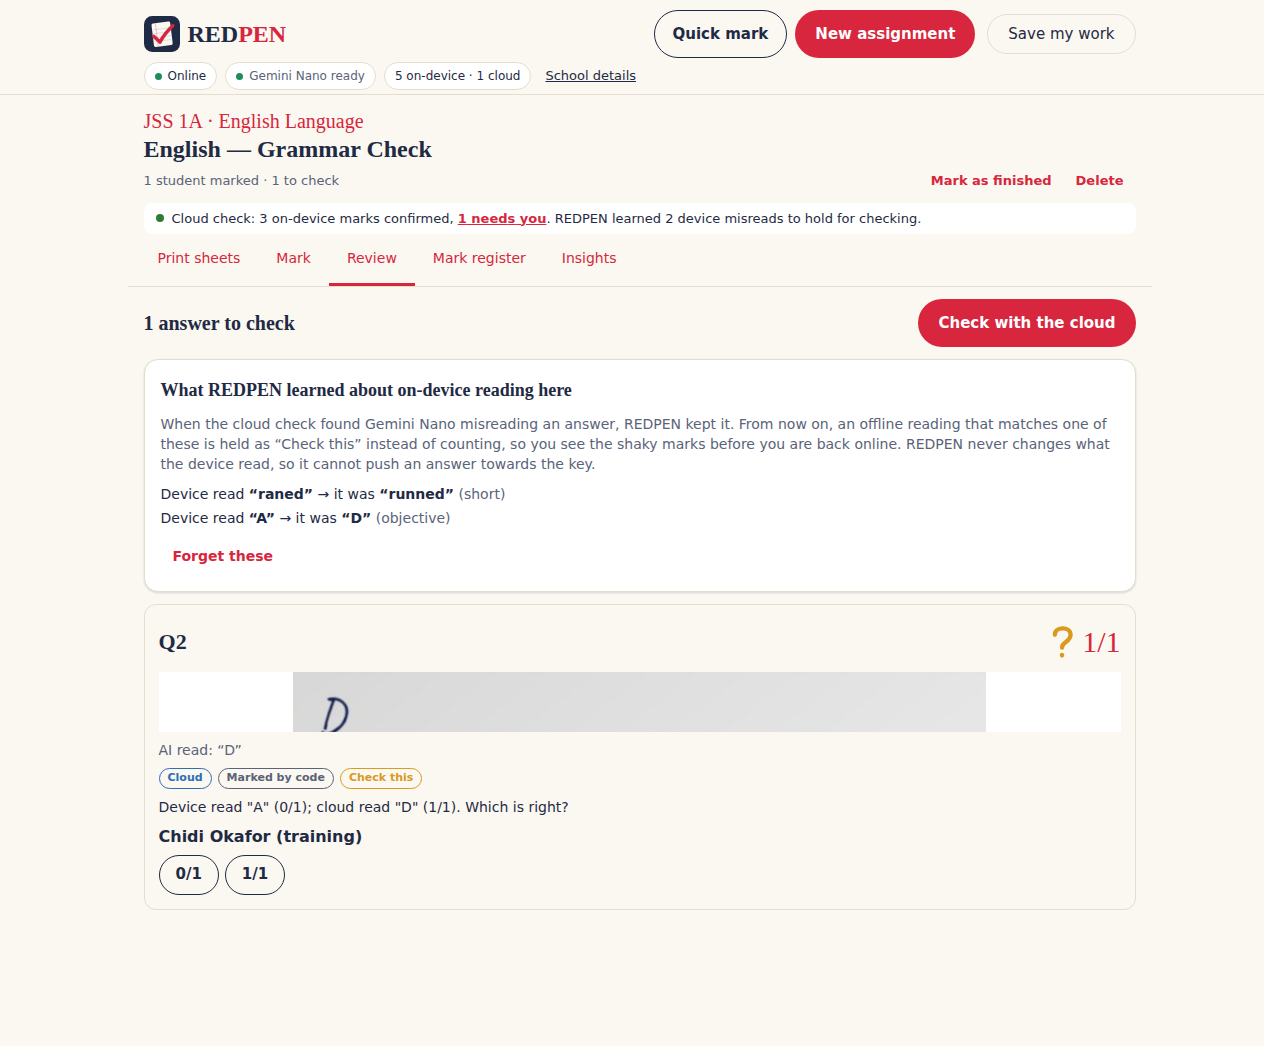 REDPEN
Quick mark
New assignment
Save my work
Online
Gemini Nano ready
5 on-device · 1 cloud
School details
JSS 1A · English Language
English — Grammar Check
1 student marked · 1 to check
Mark as finished
Delete
Cloud check: 3 on-device marks confirmed, 1 needs you. REDPEN learned 2 device misreads to hold for checking.
Print sheets
Mark
Review
Mark register
Insights
1 answer to check
Check with the cloud
What REDPEN learned about on-device reading here
When the cloud check found Gemini Nano misreading an answer, REDPEN kept it. From now on, an offline reading that matches one of
these is held as “Check this” instead of counting, so you see the shaky marks before you are back online. REDPEN never changes what
the device read, so it cannot push an answer towards the key.
Device read “raned” → it was “runned” (short)
Device read “A” → it was “D” (objective)
Forget these
Q2
? 1/1
D
AI read: “D”
Cloud
Marked by code
Check this
Device read "A" (0/1); cloud read "D" (1/1). Which is right?
Chidi Okafor (training)
0/1
1/1